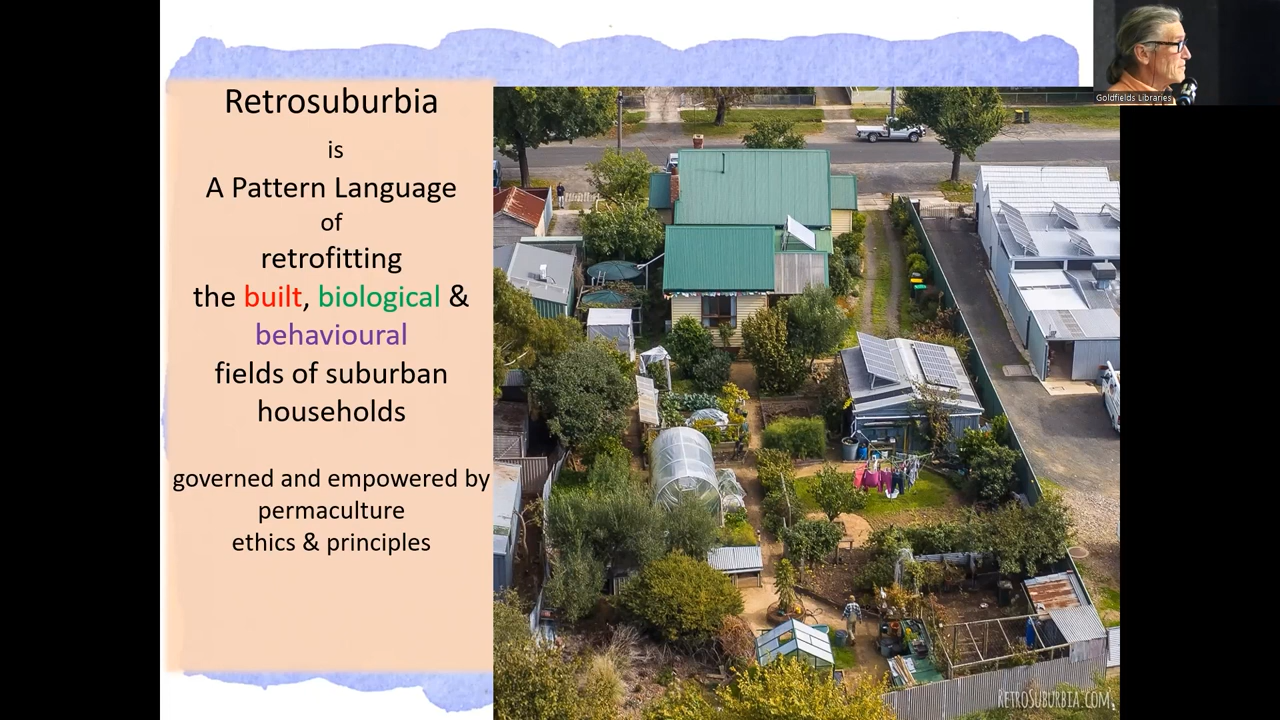 Retrosuburbia
is
A Pattern Language
of
retrofitting
the built, biological &
behavioural
fields of suburban
households
governed and empowered by
permaculture
ethics & principles
Goldfields Libraries
RETROSUBURBIA.COM